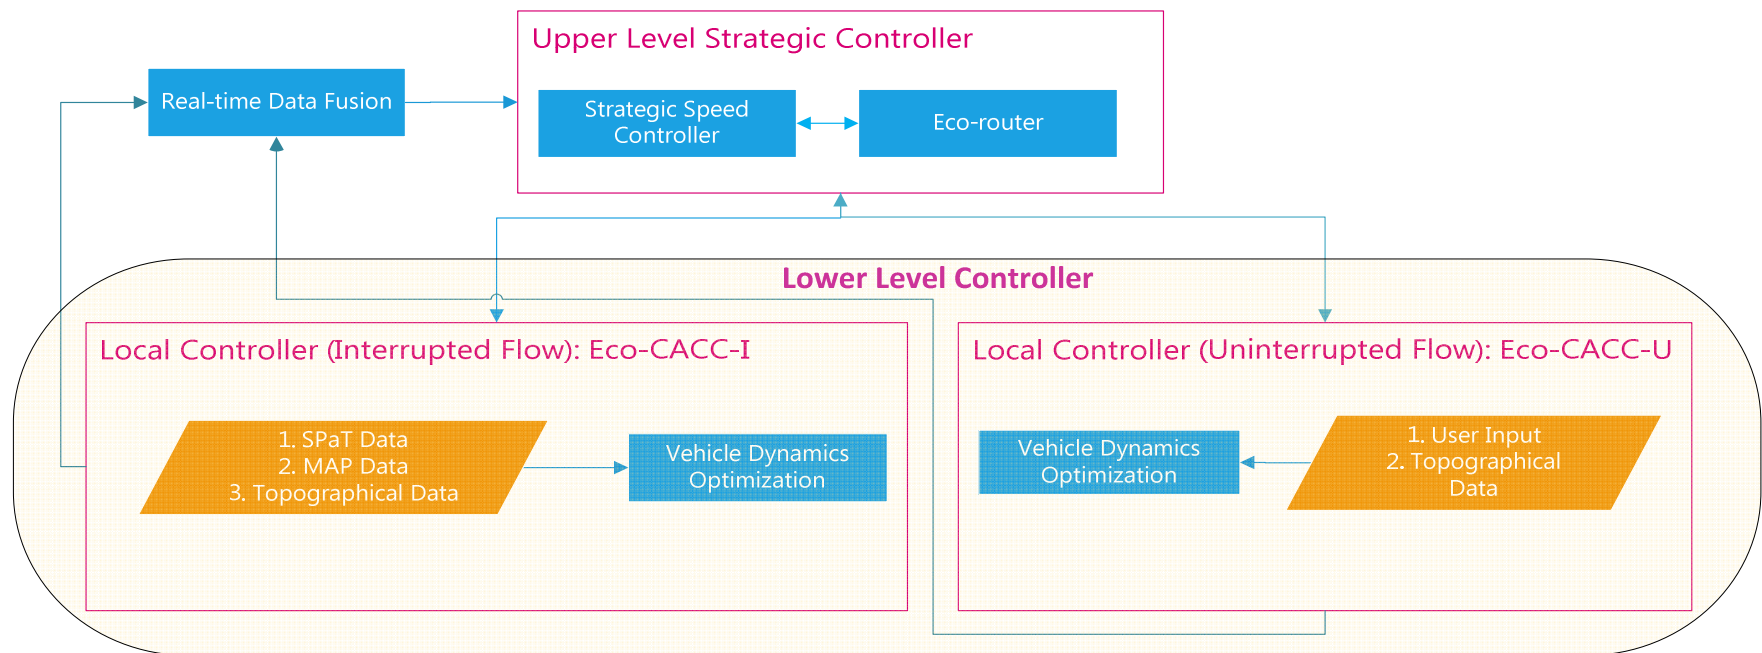 Upper Level Strategic Controller
Real-time Data Fusion
Strategic Speed
Controller
Eco-router
Lower Level Controller
Local Controller (Interrupted Flow): Eco-CACC-I
1. SPaT Data
2. MAP Data
3. Topographical Data
Vehicle Dynamics
Optimization
Local Controller (Uninterrupted Flow): Eco-CACC-U
Vehicle Dynamics
Optimization
1. User Input
2. Topographical
Data